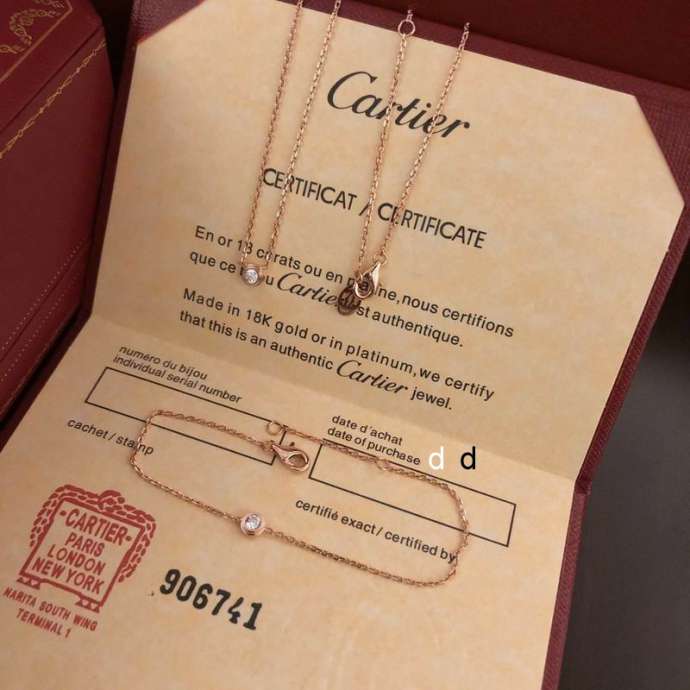 Cartier
CERTIFICAT / CERTIFICATE
En or 18 carats ou en platine, nous certifions
que ce bijou Cartier est authentique.
Made in 18K gold or in platinum, we certify
that this is an authentic Cartier jewel.
numéro du bijou
individual serial number
date d'achat
date of purchase
d d
cachet / stamp
certifié exact / certified by
CARTIER
PARIS
LONDON
NEW YORK
NARITA SOUTH WING
TERMINAL 1
906741